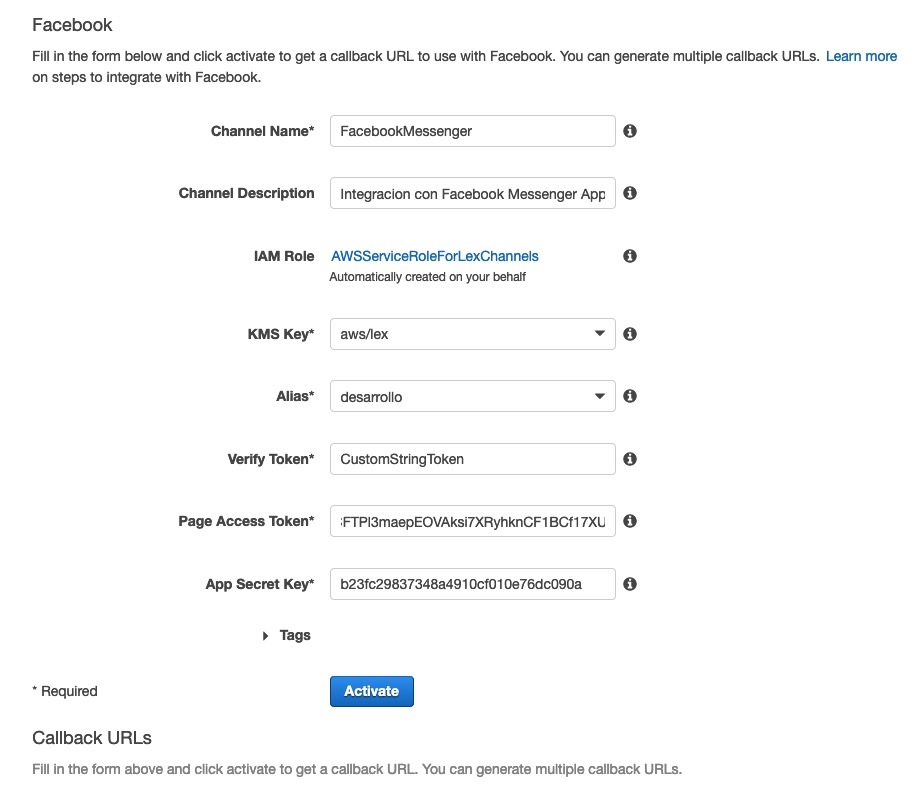 Facebook
Fill in the form below and click activate to get a callback URL to use with Facebook. You can generate multiple callback URLs. Learn more
on steps to integrate with Facebook.
Channel Name* FacebookMessenger
Channel Description Integracion con Facebook Messenger App
IAM Role AWSServiceRoleForLexChannels
Automatically created on your behalf
KMS Key* aws/lex
Alias* desarrollo
Verify Token* CustomStringToken
Page Access Token* FTPl3maepEOVAksi7XRyhknCF1BCf17XU
App Secret Key* b23fc29837348a4910cf010e76dc090a
Tags
* Required Activate
Callback URLs
Fill in the form above and click activate to get a callback URL. You can generate multiple callback URLs.